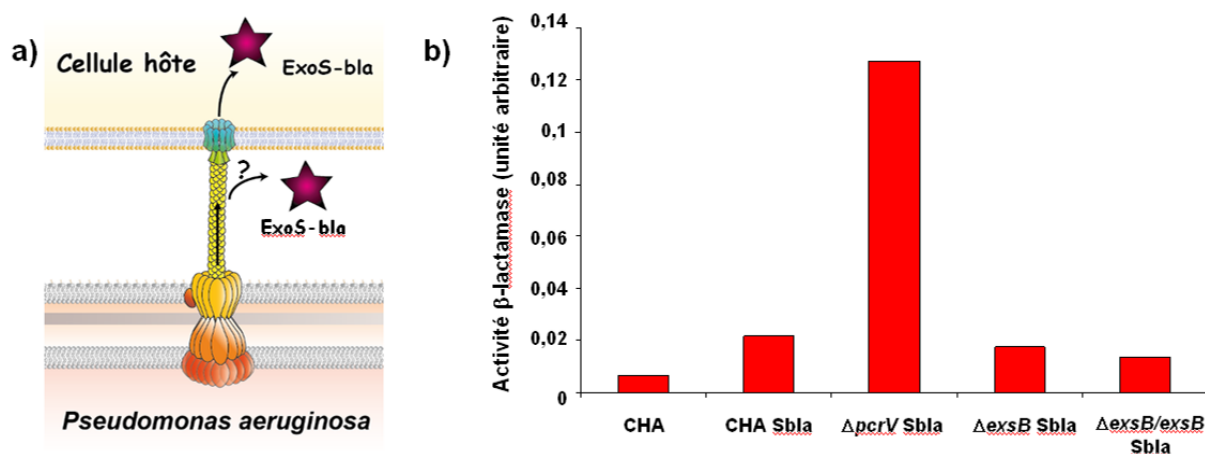 a)
Cellule hôte
ExoS-bla
?
ExoS-bla
Pseudomonas aeruginosa
b)
Activité β-lactamase (unité arbitraire)
0,14
0,12
0,1
0,08
0,06
0,04
0,02
0
CHA
CHA Sbla
ΔpcrV Sbla
ΔexsB Sbla
ΔexsB/exsB
Sbla